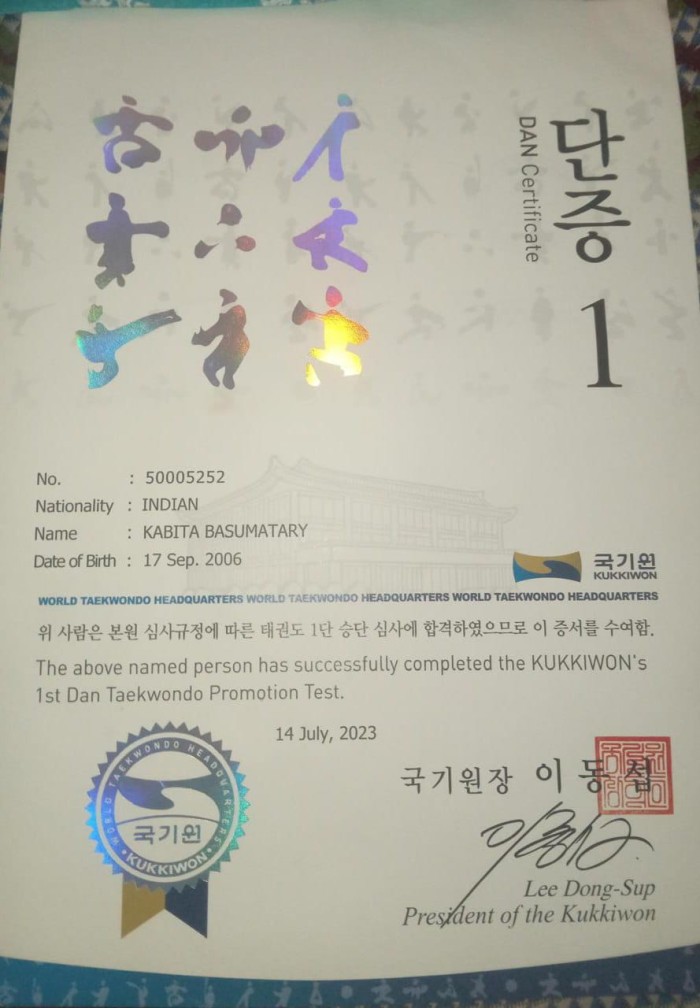 단증
DAN Certificate
1
No. : 50005252
Nationality : INDIAN
Name : KABITA BASUMATARY
Date of Birth : 17 Sep. 2006
국기원
KUKKIWON
WORLD TAEKWONDO HEADQUARTERS WORLD TAEKWONDO HEADQUARTERS WORLD TAEKWONDO HEADQUARTERS
위 사람은 본원 심사규정에 따른 태권도 1단 승단 심사에 합격하였으므로 이 증서를 수여함.
The above named person has successfully completed the KUKKIWON's
1st Dan Taekwondo Promotion Test.
14 July, 2023
WORLD TAEKWONDO HEADQUARTERS
국기원
KUKKIWON
국기원장 이동섭
Lee Dong-Sup
President of the Kukkiwon